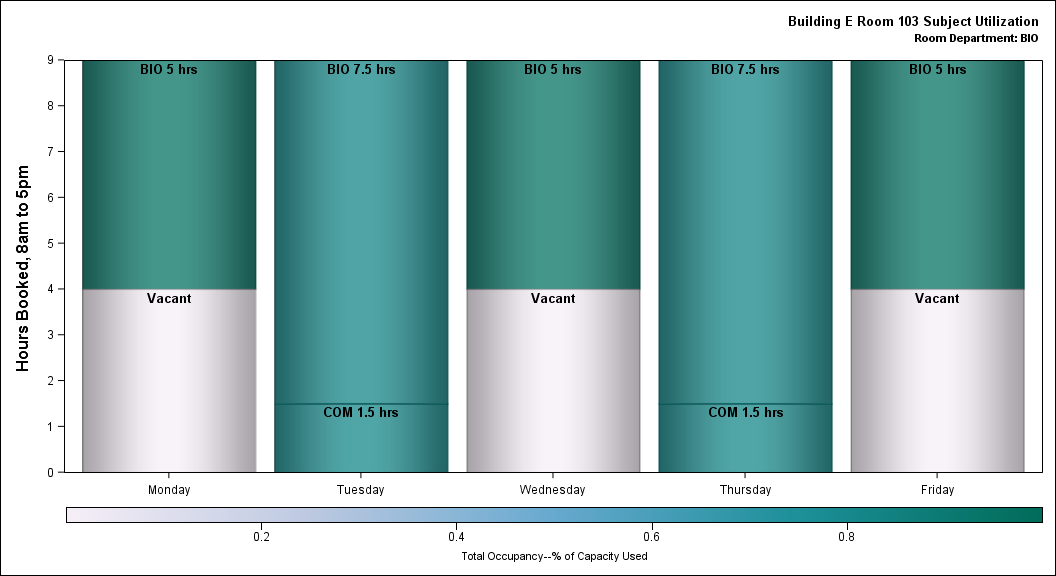 Building E Room 103 Subject Utilization
Room Department: BIO
Hours Booked, 8am to 5pm
9
8
7
6
5
4
3
2
1
0
BIO 5 hrs
BIO 7.5 hrs
BIO 5 hrs
BIO 7.5 hrs
BIO 5 hrs
Vacant
Vacant
Vacant
COM 1.5 hrs
COM 1.5 hrs
Monday
Tuesday
Wednesday
Thursday
Friday
0.2
0.4
0.6
0.8
Total Occupancy--% of Capacity Used